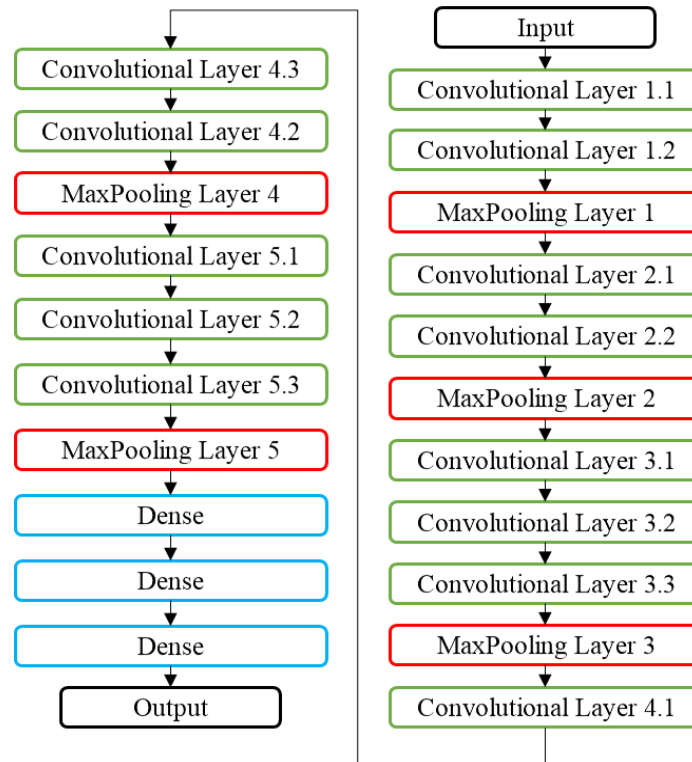 Input
Convolutional Layer 1.1
Convolutional Layer 1.2
MaxPooling Layer 1
Convolutional Layer 2.1
Convolutional Layer 2.2
MaxPooling Layer 2
Convolutional Layer 3.1
Convolutional Layer 3.2
Convolutional Layer 3.3
MaxPooling Layer 3
Convolutional Layer 4.1
Convolutional Layer 4.3
Convolutional Layer 4.2
MaxPooling Layer 4
Convolutional Layer 5.1
Convolutional Layer 5.2
Convolutional Layer 5.3
MaxPooling Layer 5
Dense
Dense
Dense
Output